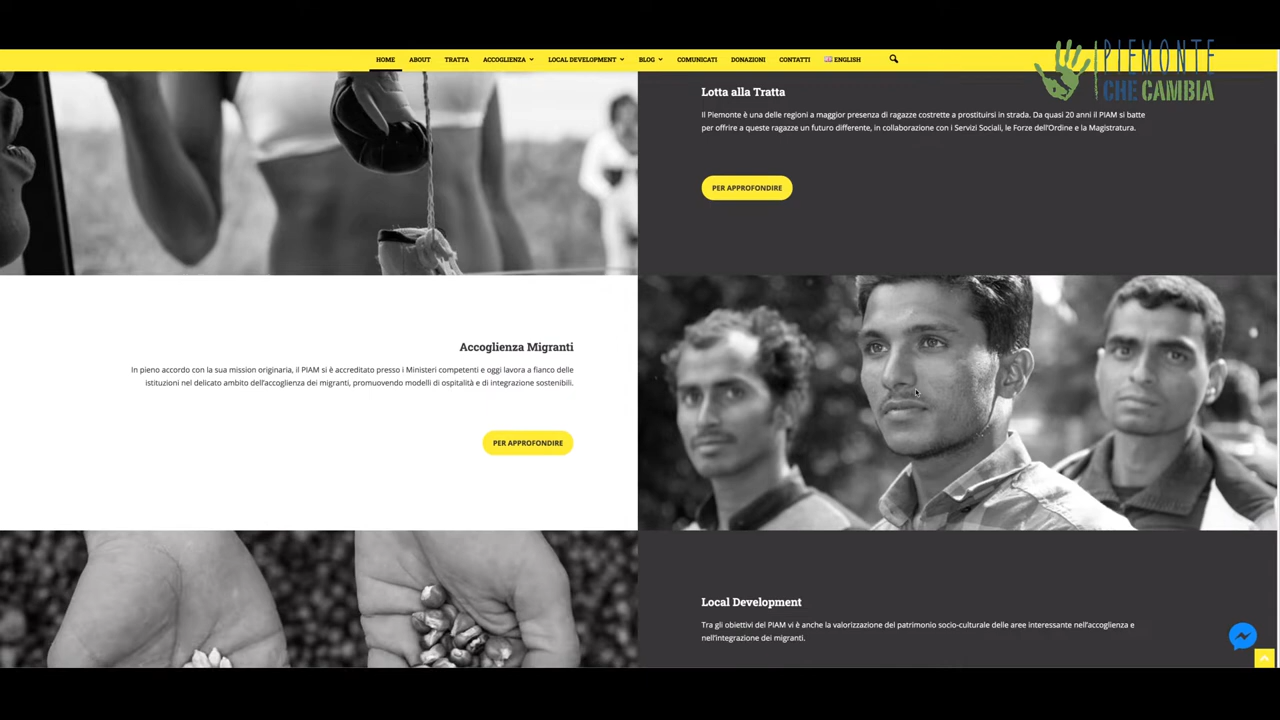 HOME ABOUT TRATTA ACCOGLIENZA LOCAL DEVELOPMENT BLOG COMUNICATI DONAZIONI CONTATTI ENGLISH
PIEMONTE
CHE CAMBIA
Lotta alla Tratta
Il Piemonte è una delle regioni a maggior presenza di ragazze costrette a prostituirsi in strada. Da quasi 20 anni il PIAM si batte
per offrire a queste ragazze un futuro differente, in collaborazione con i Servizi Sociali, le Forze dell'Ordine e la Magistratura.
PER APPROFONDIRE
Accoglienza Migranti
In pieno accordo con la sua mission originaria, il PIAM si è accreditato presso i Ministeri competenti e oggi lavora a fianco delle
istituzioni nel delicato ambito dell'accoglienza dei migranti, promuovendo modelli di ospitalità e di integrazione sostenibili.
PER APPROFONDIRE
Local Development
Tra gli obiettivi del PIAM vi è anche la valorizzazione del patrimonio socio-culturale delle aree interessante nell'accoglienza e
nell'integrazione dei migranti.